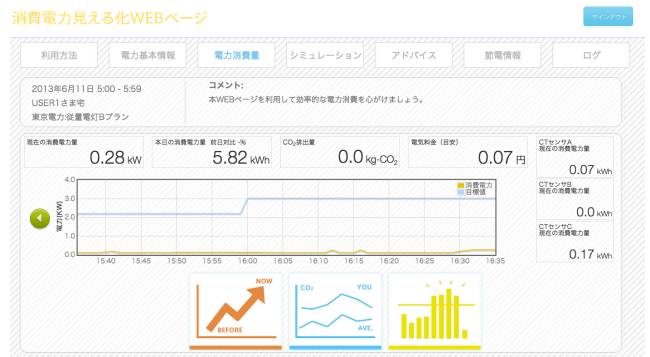 消費電力見える化WEBページ
サインアウト
利用方法 電力基本情報 電力消費量 シミュレーション アドバイス 節電情報 ログ
2013年6月11日 5:00 - 5:59
USER1さま宅
東京電力:従量電灯Bプラン
コメント:
本WEBページを利用して効率的な電力消費を心がけましょう。
現在の消費電力量
0.28 kW
本日の消費電力量 前日対比 -%
5.82 kWh
CO₂排出量
0.0 kg-CO₂
電気料金（目安）
0.07 円
CTセンサA
現在の消費電力量
0.07 kWh
CTセンサB
現在の消費電力量
0.0 kWh
CTセンサC
現在の消費電力量
0.17 kWh
電力(KW)
4.0
3.0
2.0
1.0
0.0
消費電力
目標値
15:40 15:45 15:50 15:55 16:00 16:05 16:10 16:15 16:20 16:25 16:30 16:35
NOW
BEFORE
CO₂ YOU
AVE.